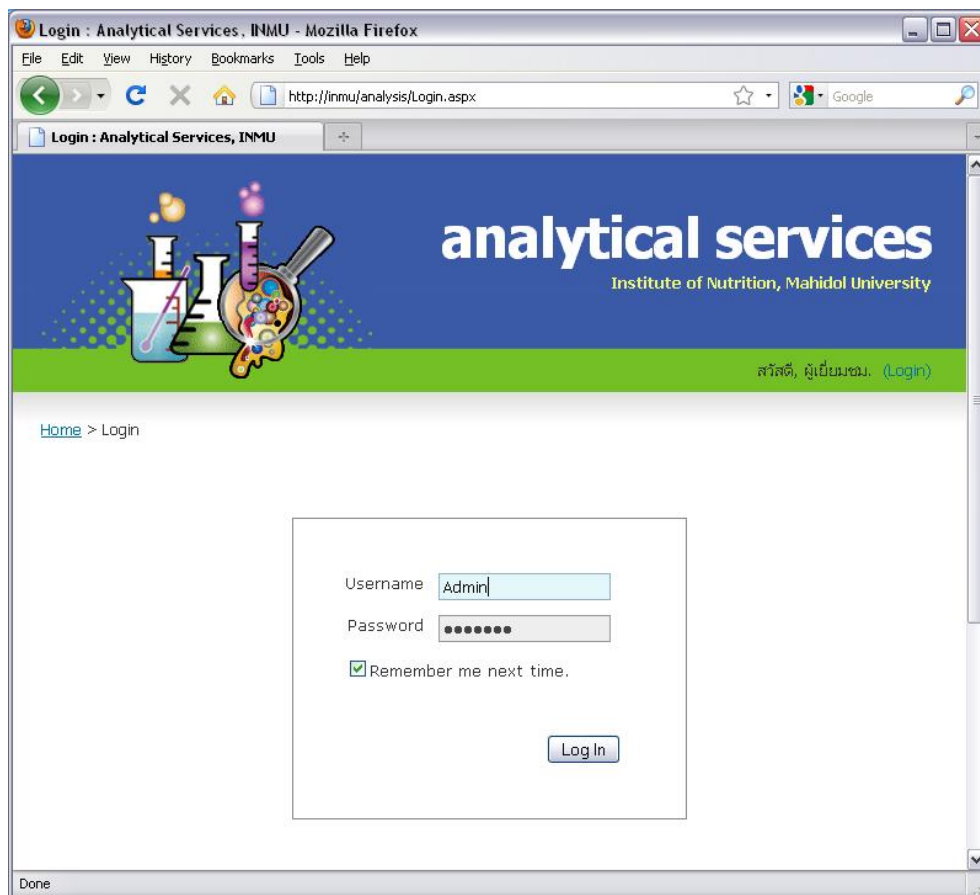 Login : Analytical Services, INMU - Mozilla Firefox
File Edit View History Bookmarks Tools Help
http://inmu/analysis/Login.aspx Google
Login : Analytical Services, INMU
analytical services
Institute of Nutrition, Mahidol University
สวัสดี, ผู้เยี่ยมชม. (Login)
Home > Login
Username Admin
Password •••••••
Remember me next time.
Log In
Done